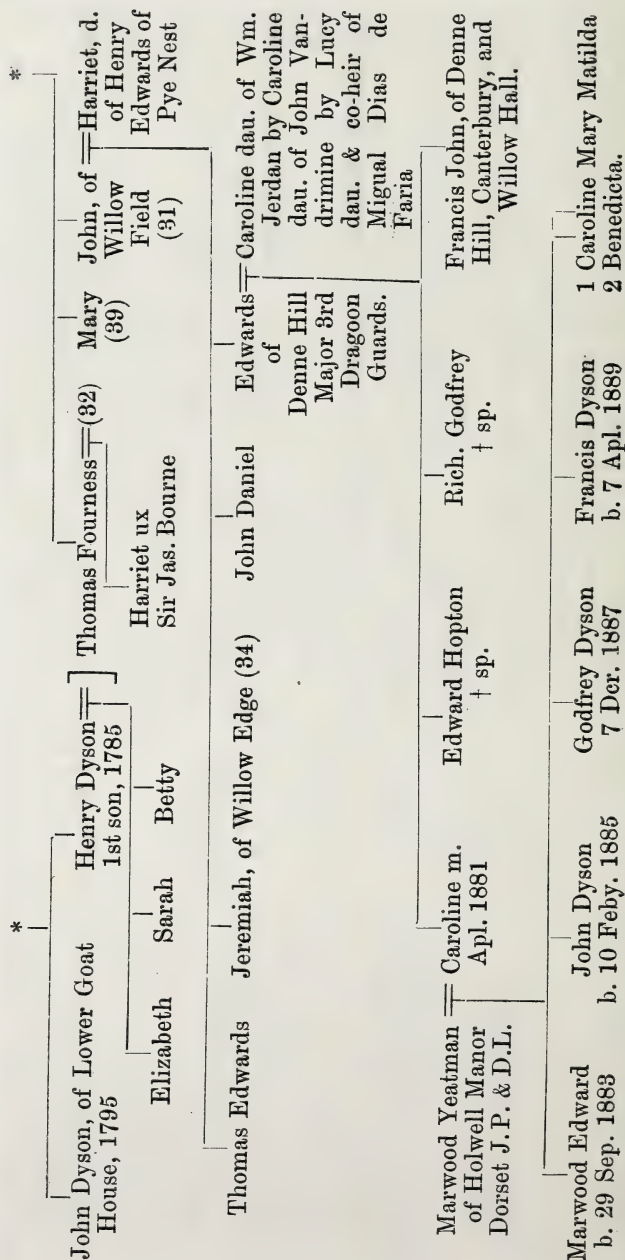 *
John Dyson, of Lower Goat
House, 1795
Henry Dyson
1st son, 1785
]
Elizabeth
Sarah
Betty
*
Thomas Fourness
(32)
Harriet ux
Sir Jas. Bourne
Mary
(39)
John, of
Willow
Field
(31)
Harriet, d.
of Henry
Edwards of
Pye Nest
Thomas Edwards
Jeremiah, of Willow Edge (34)
John Daniel
Edwards
of
Denne Hill
Major 3rd
Dragoon
Guards.
Caroline dau. of Wm.
Jerdan by Caroline
dau. of John Van-
drimine by Lucy
dau. & co-heir of
Migual Dias de
Faria
Marwood Yeatman
of Holwell Manor
Dorset J.P. & D.L.
Caroline m.
Apl. 1881
Edward Hopton
† sp.
Rich. Godfrey
† sp.
Francis John, of Denne
Hill, Canterbury, and
Willow Hall.
Marwood Edward
b. 29 Sep. 1883
John Dyson
b. 10 Feby. 1885
Godfrey Dyson
7 Dcr. 1887
Francis Dyson
b. 7 Apl. 1889
1 Caroline Mary Matilda
2 Benedicta.